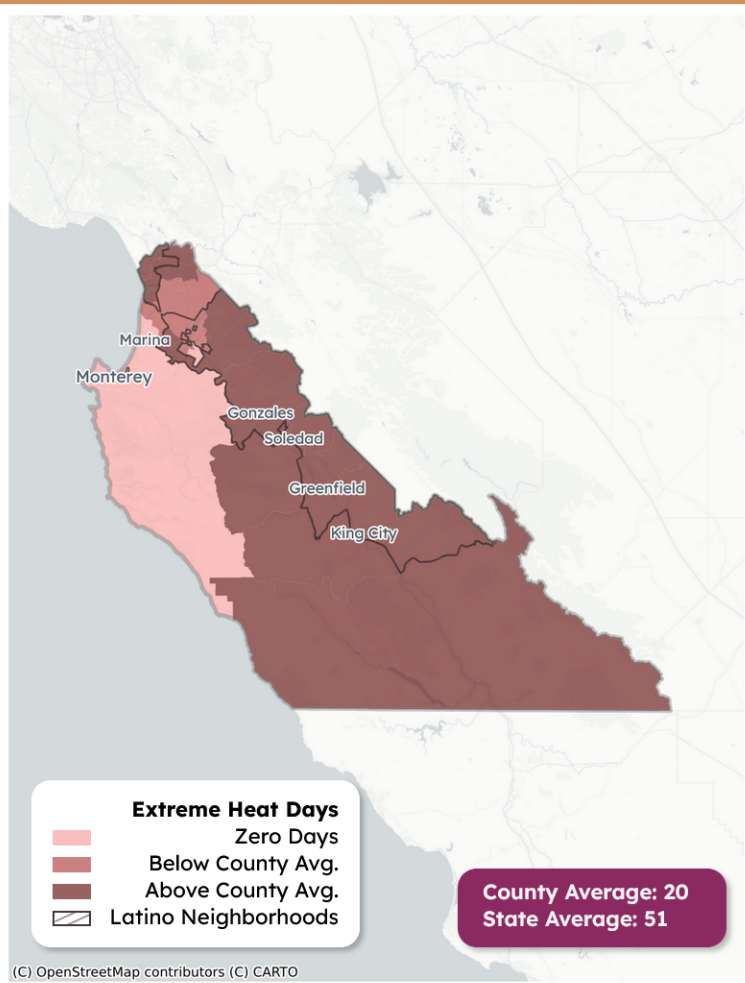 Marina
Monterey
Gonzales
Soledad
Greenfield
King City
Extreme Heat Days
Zero Days
Below County Avg.
Above County Avg.
Latino Neighborhoods
County Average: 20
State Average: 51
(C) OpenStreetMap contributors (C) CARTO